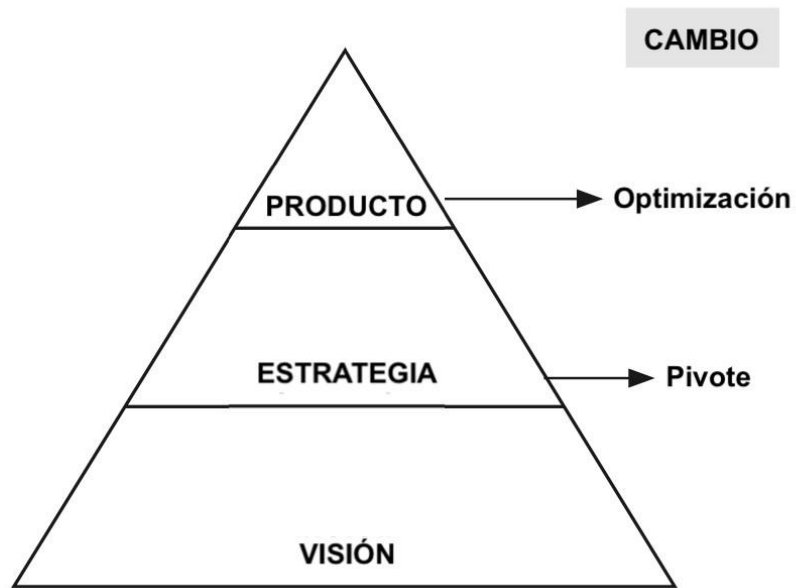 CAMBIO
PRODUCTO
Optimización
ESTRATEGIA
Pivote
VISIÓN